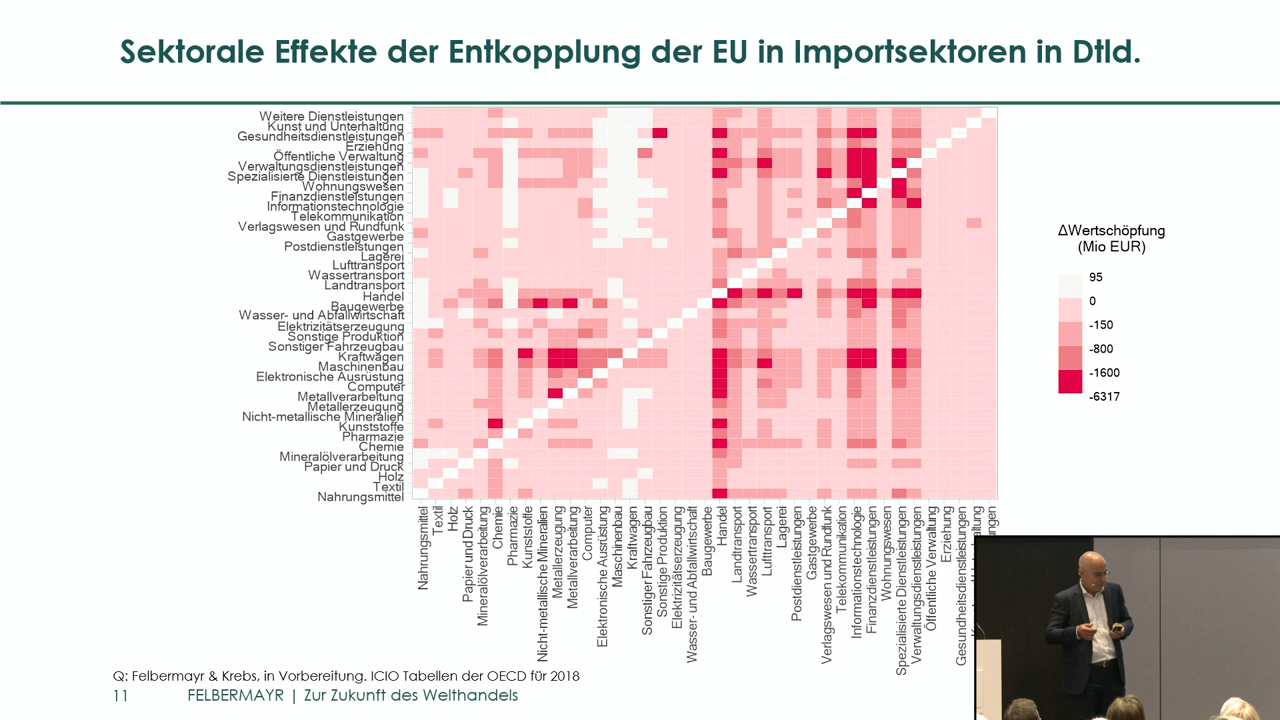 Sektorale Effekte der Entkopplung der EU in Importsektoren in Dtld.
Weitere Dienstleistungen
Kunst und Unterhaltung
Gesundheitsdienstleistungen
Erziehung
Öffentliche Verwaltung
Verwaltungsdienstleistungen
Spezialisierte Dienstleistungen
Wohnungswesen
Finanzdienstleistungen
Informationstechnologie
Telekommunikation
Verlagswesen und Rundfunk
Gastgewerbe
Postdienstleistungen
Lagerei
Lufttransport
Wassertransport
Landtransport
Handel
Baugewerbe
Wasser- und Abfallwirtschaft
Elektrizitätserzeugung
Sonstige Produktion
Sonstiger Fahrzeugbau
Kraftwagen
Maschinenbau
Elektronische Ausrüstung
Computer
Metallverarbeitung
Metallerzeugung
Nicht-metallische Mineralien
Kunststoffe
Pharmazie
Chemie
Mineralölverarbeitung
Papier und Druck
Holz
Textil
Nahrungsmittel
ΔWertschöpfung
(Mio EUR)
95
0
-150
-800
-1600
-6317
Nahrungsmittel
Textil
Holz
Papier und Druck
Mineralölverarbeitung
Chemie
Pharmazie
Kunststoffe
Nicht-metallische Mineralien
Metallerzeugung
Metallverarbeitung
Computer
Elektronische Ausrüstung
Maschinenbau
Kraftwagen
Sonstiger Fahrzeugbau
Sonstige Produktion
Elektrizitätserzeugung
Wasser- und Abfallwirtschaft
Baugewerbe
Handel
Landtransport
Wassertransport
Lufttransport
Lagerei
Postdienstleistungen
Gastgewerbe
Verlagswesen und Rundfunk
Telekommunikation
Informationstechnologie
Finanzdienstleistungen
Wohnungswesen
Spezialisierte Dienstleistungen
Verwaltungsdienstleistungen
Öffentliche Verwaltung
Erziehung
Gesundheitsdienstleistungen
Q: Felbermayr & Krebs, in Vorbereitung. ICIO Tabellen der OECD für 2018
11 FELBERMAYR | Zur Zukunft des Welthandels